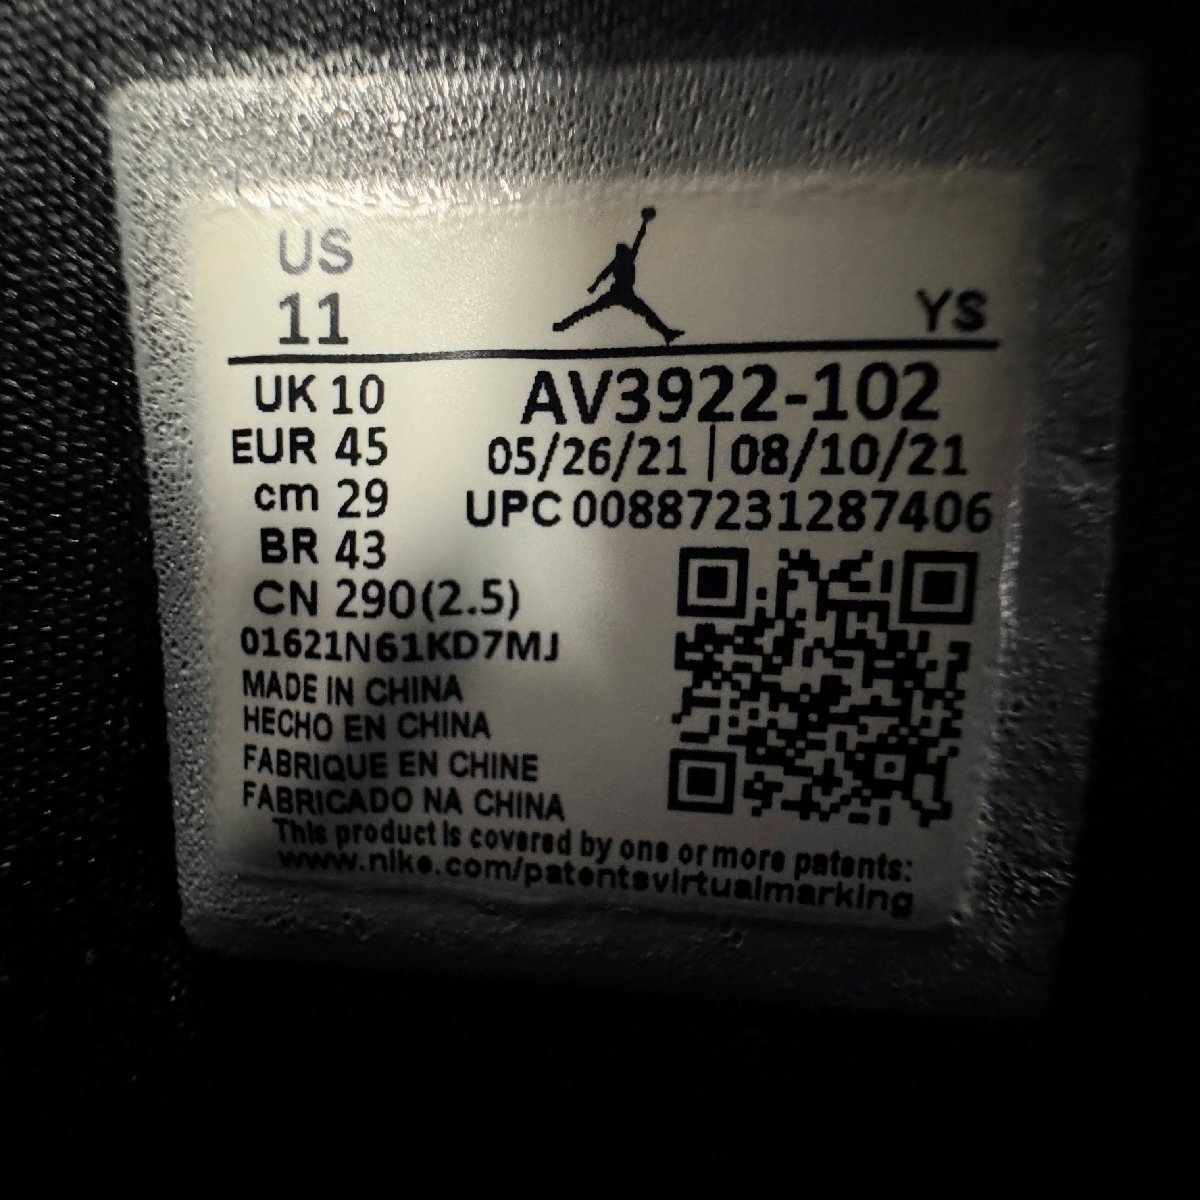 US
11
YS
UK 10
AV3922-102
EUR 45
05/26/21 | 08/10/21
cm 29
UPC 00887231287406
BR 43
CN 290(2.5)
01621N61KD7MJ
MADE IN CHINA
HECHO EN CHINA
FABRIQUE EN CHINE
FABRICADO NA CHINA
This product is covered by one or more patents:
www.nike.com/patentsvirtualmarking